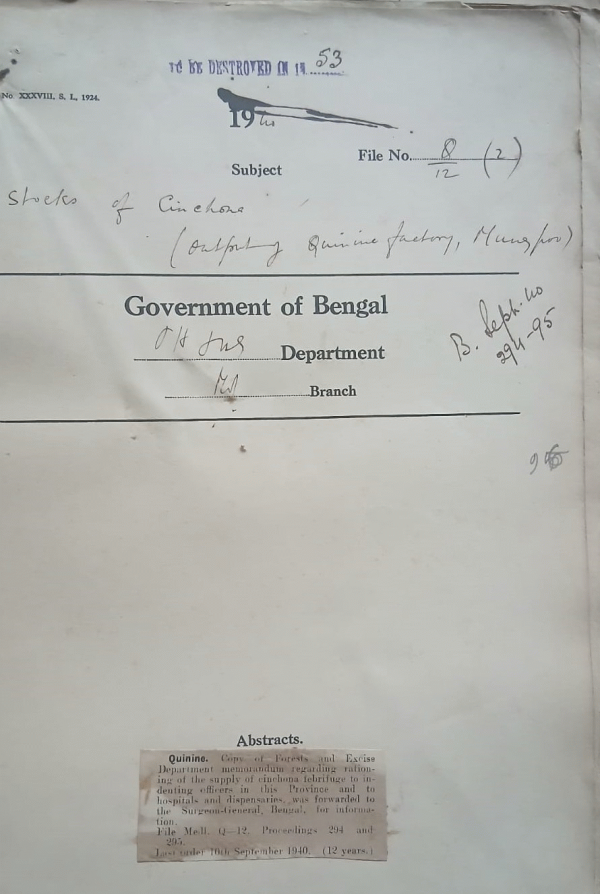 TO BE DESTROYED IN 19......53
No. XXXVIII, S. L., 1924.
1940
Subject
File No. 8/12 (2)
Stocks of Cinchona
(output of Quinine factory, Mungpoo)
Government of Bengal
Department
Branch
B. Sept. 40
294-95
Abstracts.
Quinine. Copy of Forests and Excise
Department memorandum regarding ration-
ing of the supply of cinchona febrifuge to in-
denting officers in this Province and to
hospitals and dispensaries, was forwarded to
the Surgeon-General, Bengal, for informa-
tion.
File Medl. Q—12, Proceedings 294 and
295.
Last order 10th September 1940. (12 years.)